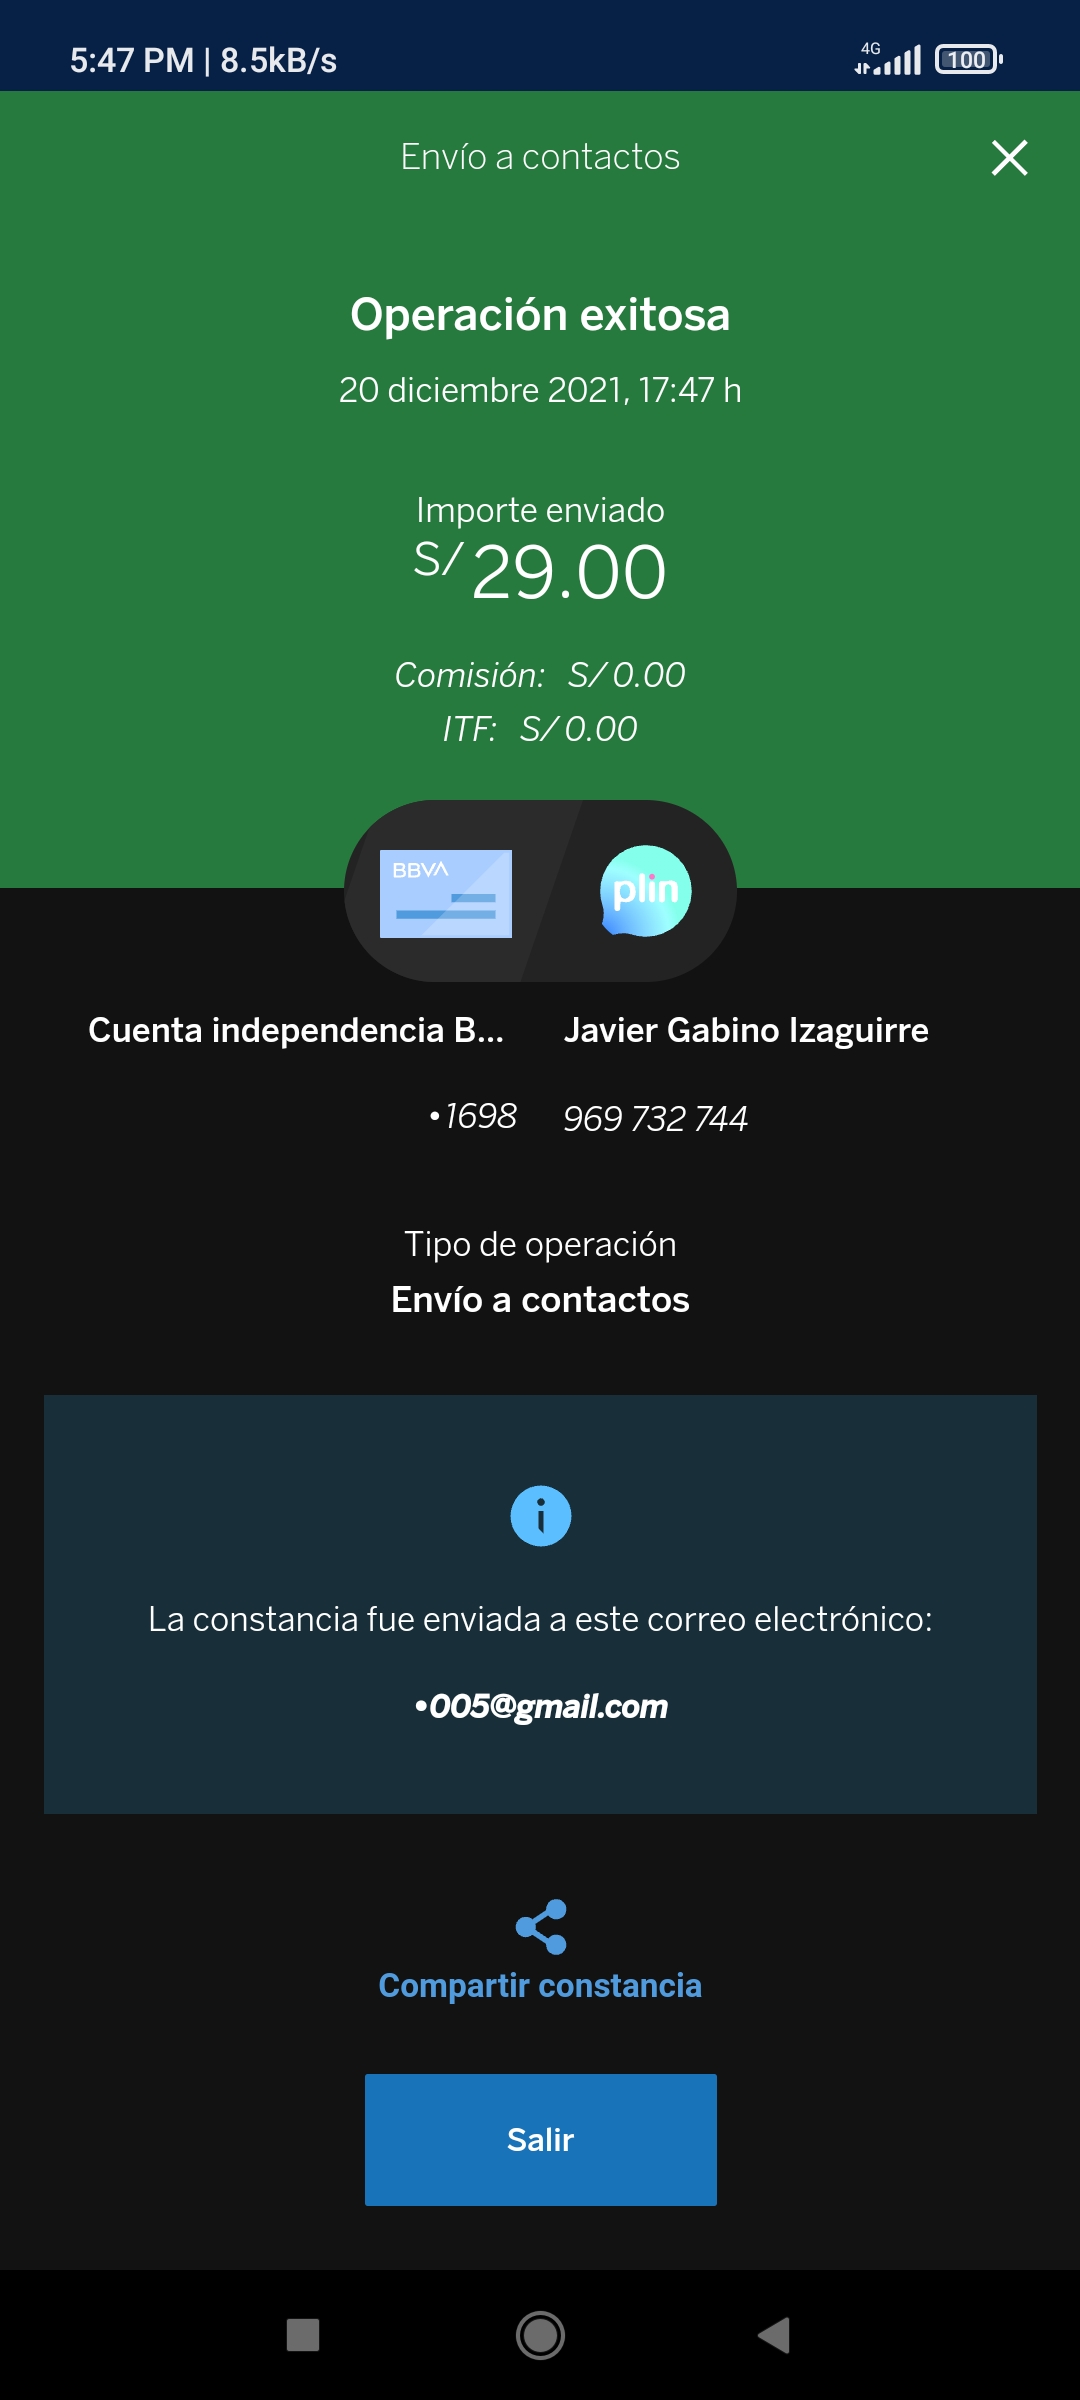 5:47 PM | 8.5kB/s
4G
100
Envío a contactos
Operación exitosa
20 diciembre 2021, 17:47 h
Importe enviado
S/ 29.00
Comisión: S/ 0.00
ITF: S/ 0.00
BBVA
plin
Cuenta independencia B...
Javier Gabino Izaguirre
•1698
969 732 744
Tipo de operación
Envío a contactos
La constancia fue enviada a este correo electrónico:
•005@gmail.com
Compartir constancia
Salir